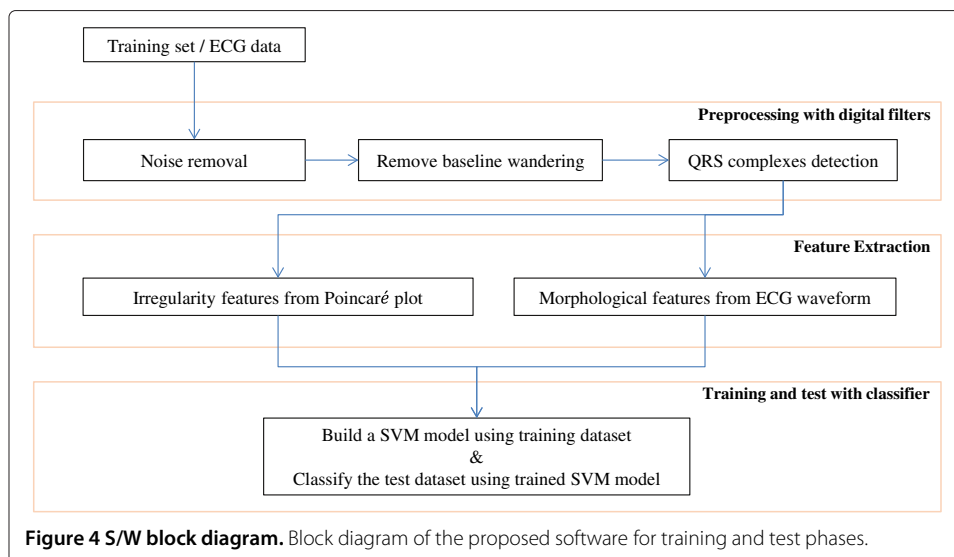 Training set / ECG data
Preprocessing with digital filters
Noise removal
Remove baseline wandering
QRS complexes detection
Feature Extraction
Irregularity features from Poincaré plot
Morphological features from ECG waveform
Training and test with classifier
Build a SVM model using training dataset
&
Classify the test dataset using trained SVM model
Figure 4 S/W block diagram. Block diagram of the proposed software for training and test phases.